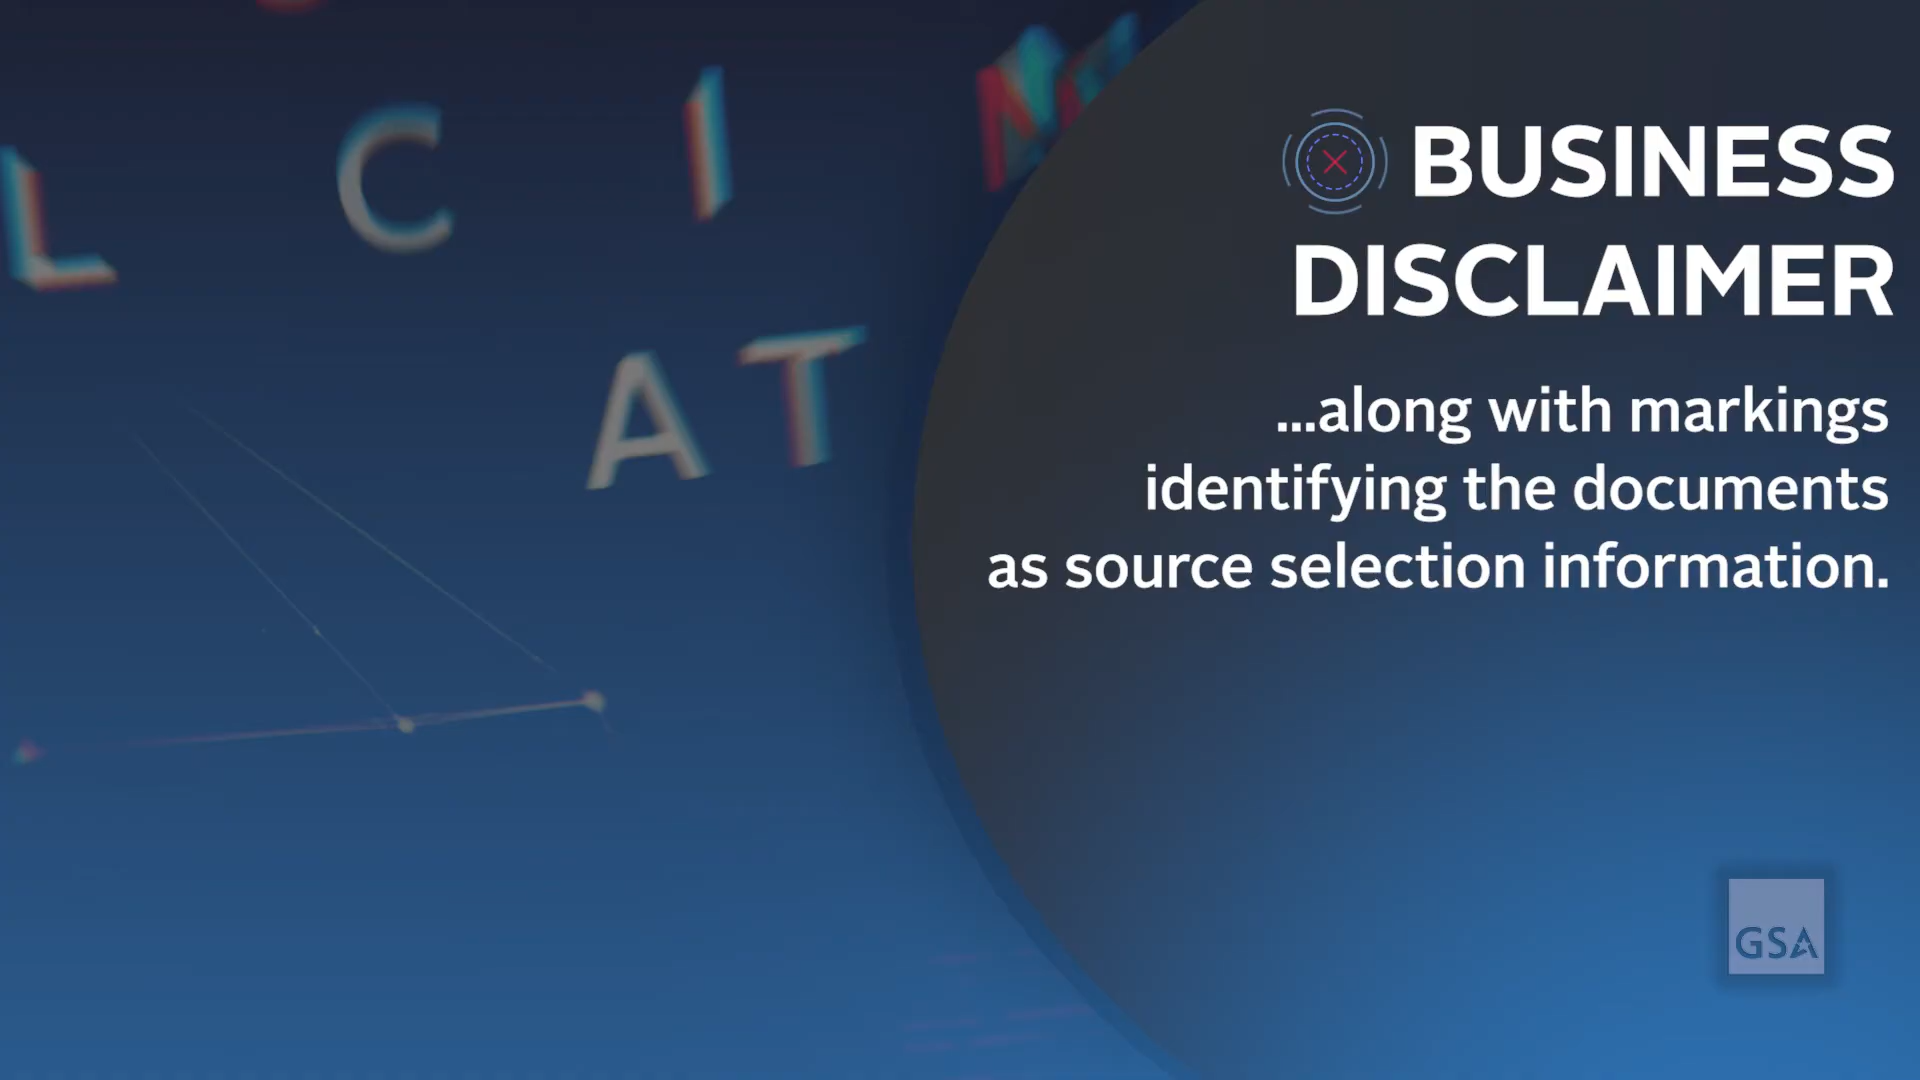 L C I M
A T
BUSINESS
DISCLAIMER
...along with markings
identifying the documents
as source selection information.
GSA